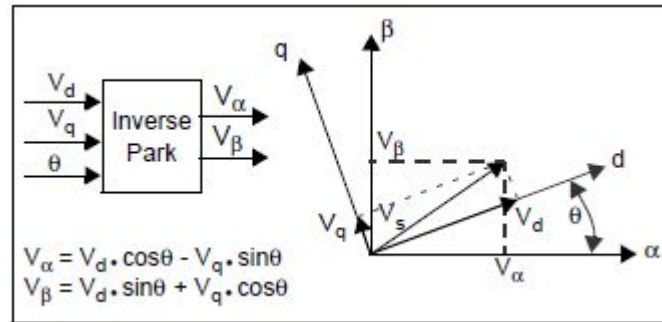 V_d
V_q
θ
Inverse
Park
V_α
V_β
q
β
V_β
V_s
V_q
V_d
d
θ
V_α
α
V_α = V_d • cosθ - V_q • sinθ
V_β = V_d • sinθ + V_q • cosθ